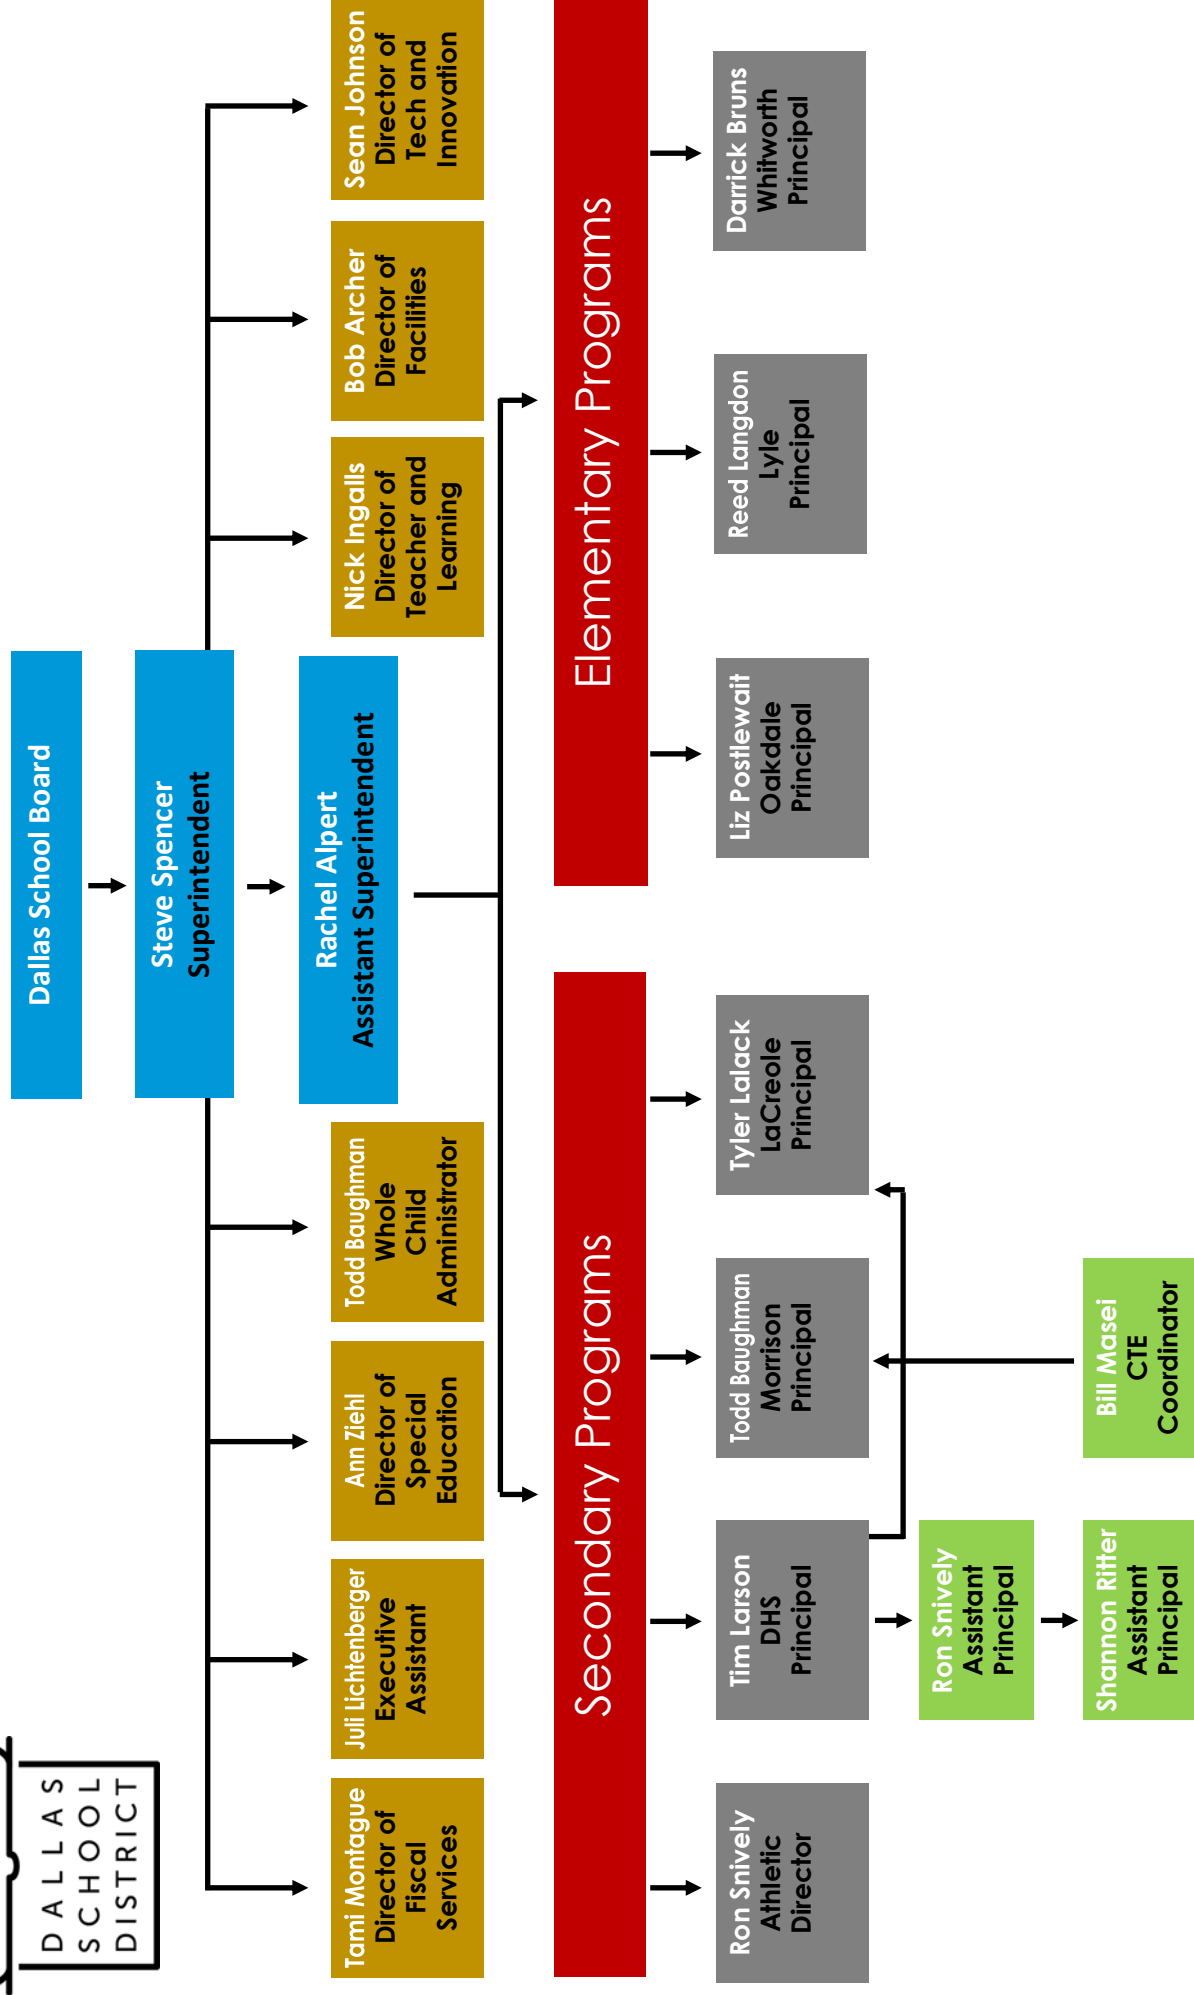 DALLAS
SCHOOL
DISTRICT
Dallas School Board
Steve Spencer
Superintendent
Rachel Alpert
Assistant Superintendent
Tami Montague
Director of
Fiscal
Services
Juli Lichtenberger
Executive
Assistant
Ann Ziehl
Director of
Special
Education
Todd Baughman
Whole
Child
Administrator
Nick Ingalls
Director of
Teacher and
Learning
Bob Archer
Director of
Facilities
Sean Johnson
Director of
Tech and
Innovation
Secondary Programs
Elementary Programs
Ron Snively
Athletic
Director
Tim Larson
DHS
Principal
Todd Baughman
Morrison
Principal
Tyler Lalack
LaCreole
Principal
Liz Postlewait
Oakdale
Principal
Reed Langdon
Lyle
Principal
Darrick Bruns
Whitworth
Principal
Ron Snively
Assistant
Principal
Shannon Ritter
Assistant
Principal
Bill Masei
CTE
Coordinator